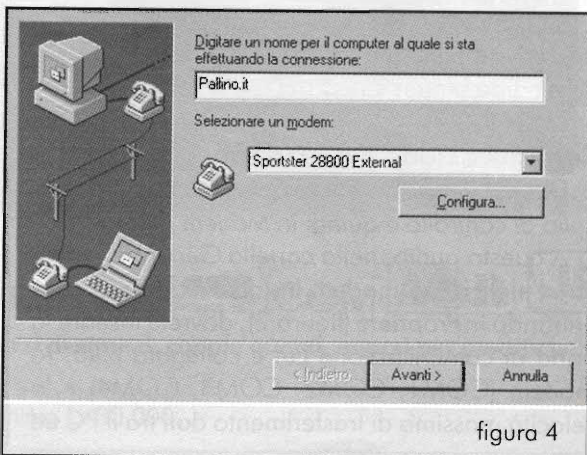 Digitare un nome per il computer al quale si sta
effettuando la connessione:
Pallino.it
Selezionare un modem:
Sportster 28800 External
Configura...
< Indietro
Avanti >
Annulla
figura 4